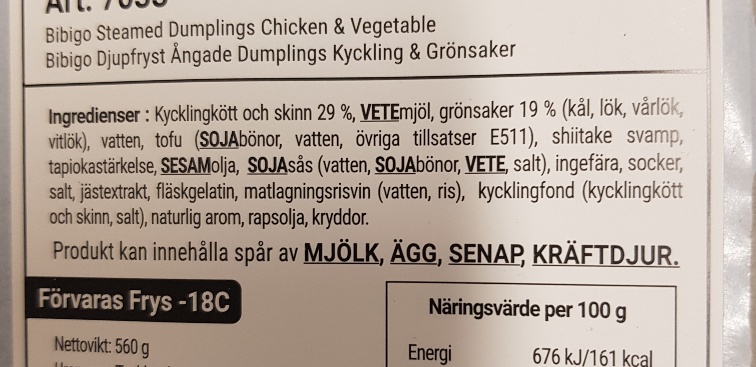 Bibigo Steamed Dumplings Chicken & Vegetable
Bibigo Djupfryst Ångade Dumplings Kyckling & Grönsaker
Ingredienser : Kycklingkött och skinn 29 %, VETEmjöl, grönsaker 19 % (kål, lök, vårlök,
vitlök), vatten, tofu (SOJAbönor, vatten, övriga tillsatser E511), shiitake svamp,
tapiokastärkelse, SESAMolja, SOJAsås (vatten, SOJAbönor, VETE, salt), ingefära, socker,
salt, jästextrakt, fläskgelatin, matlagningsrisvin (vatten, ris), kycklingfond (kycklingkött
och skinn, salt), naturlig arom, rapsolja, kryddor.
Produkt kan innehålla spår av MJÖLK, ÄGG, SENAP, KRÄFTDJUR.
Förvaras Frys -18C
Nettovikt: 560 g
Näringsvärde per 100 g
Energi 676 kJ/161 kcal